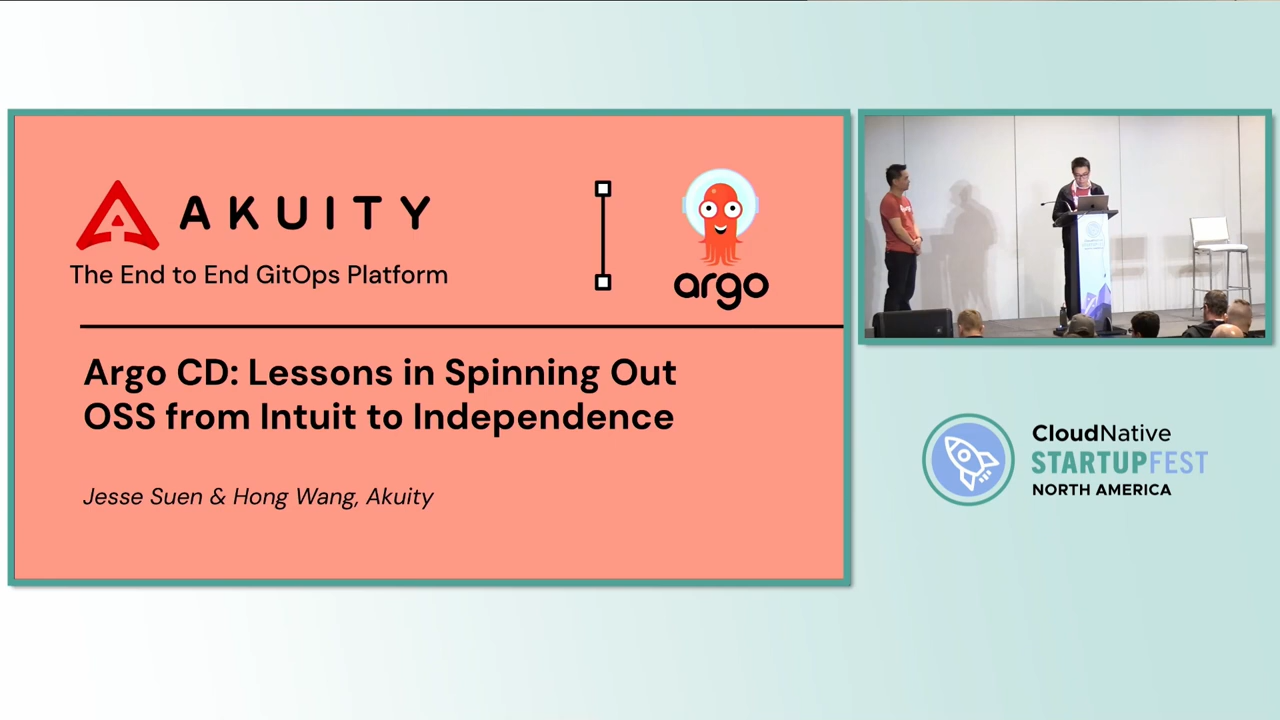 AKUITY
The End to End GitOps Platform
argo
Argo CD: Lessons in Spinning Out
OSS from Intuit to Independence
Jesse Suen & Hong Wang, Akuity
CloudNative
STARTUPFEST
NORTH AMERICA